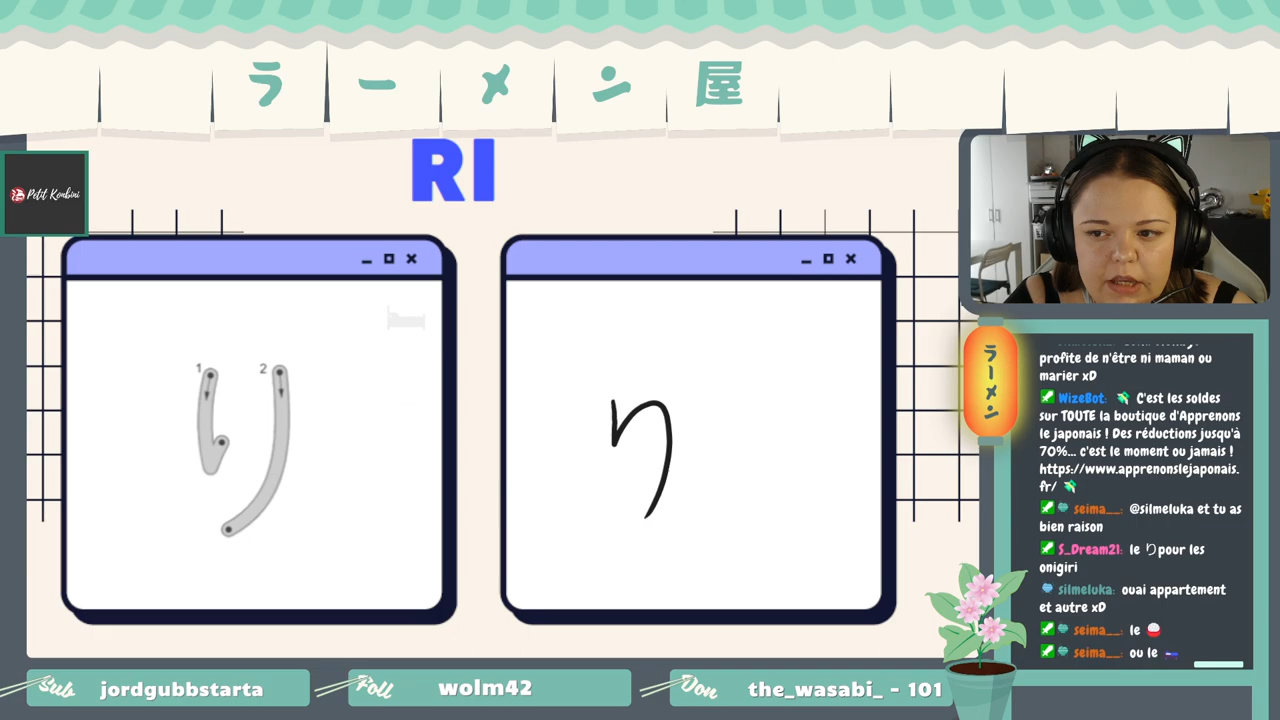 ラーメン屋
Petit Konbini
RI
1 2
り
り
ラーメン
profite de n'être ni maman ou
marier xD
WizeBot: C'est les soldes
sur TOUTE la boutique d'Apprenons
le japonais ! Des réductions jusqu'à
70%... c'est le moment ou jamais !
https://www.apprenonslejaponais.
fr/
seima__: @silmeluka et tu as
bien raison
S_Dream21: le りpour les
onigiri
silmeluka: ouai appartement
et autre xD
seima__: le
seima__: ou le
Sub jordgubbstarta
Foll wolm42
Don the_wasabi_ - 101